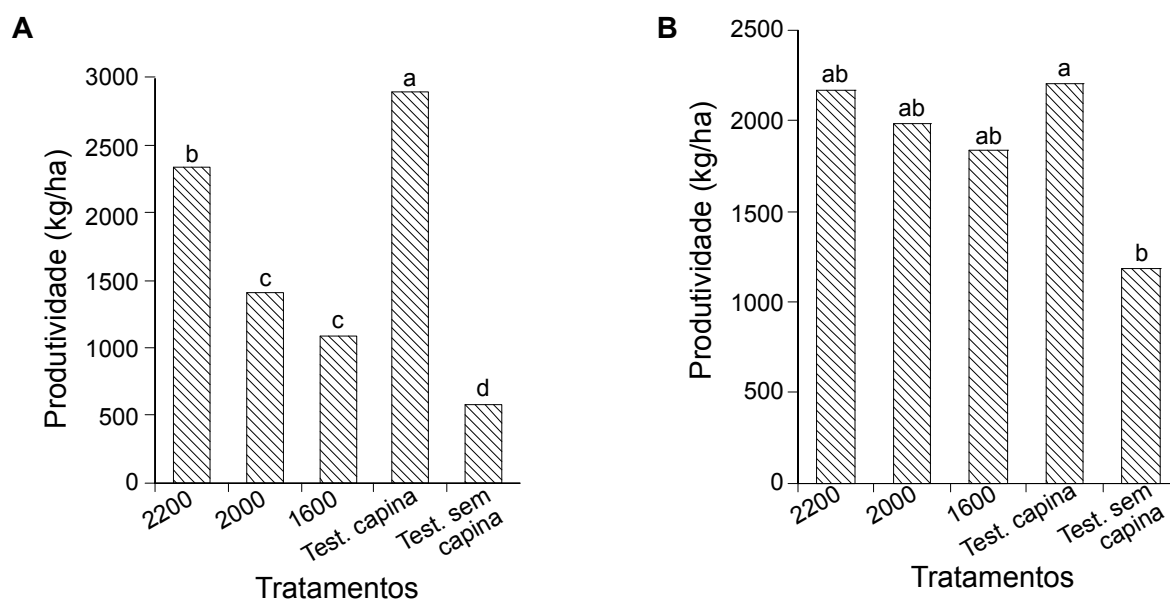 A
Produtividade (kg/ha)
3000
2500
2000
1500
1000
500
0
b
c
c
a
d
2200
2000
1600
Test. capina
Test. sem
capina
Tratamentos
B
Produtividade (kg/ha)
2500
2000
1500
1000
500
0
ab
ab
ab
a
b
2200
2000
1600
Test. capina
Test. sem
capina
Tratamentos